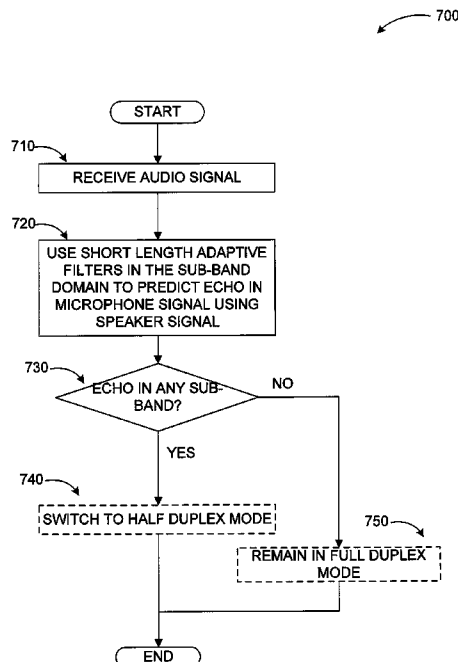 700
START
710
RECEIVE AUDIO SIGNAL
720
USE SHORT LENGTH ADAPTIVE
FILTERS IN THE SUB-BAND
DOMAIN TO PREDICT ECHO IN
MICROPHONE SIGNAL USING
SPEAKER SIGNAL
730
ECHO IN ANY SUB-
BAND?
NO
YES
740
SWITCH TO HALF DUPLEX MODE
750
REMAIN IN FULL DUPLEX
MODE
END